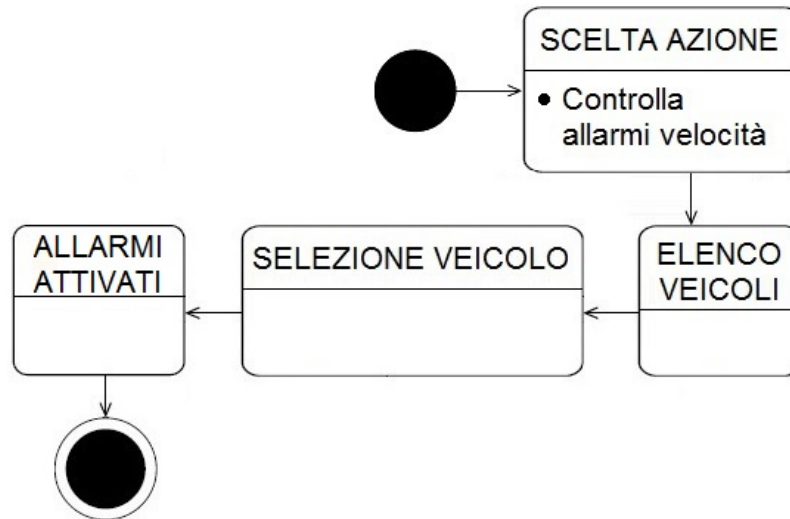 SCELTA AZIONE
• Controlla
allarmi velocità
ALLARMI
ATTIVATI
SELEZIONE VEICOLO
ELENCO
VEICOLI